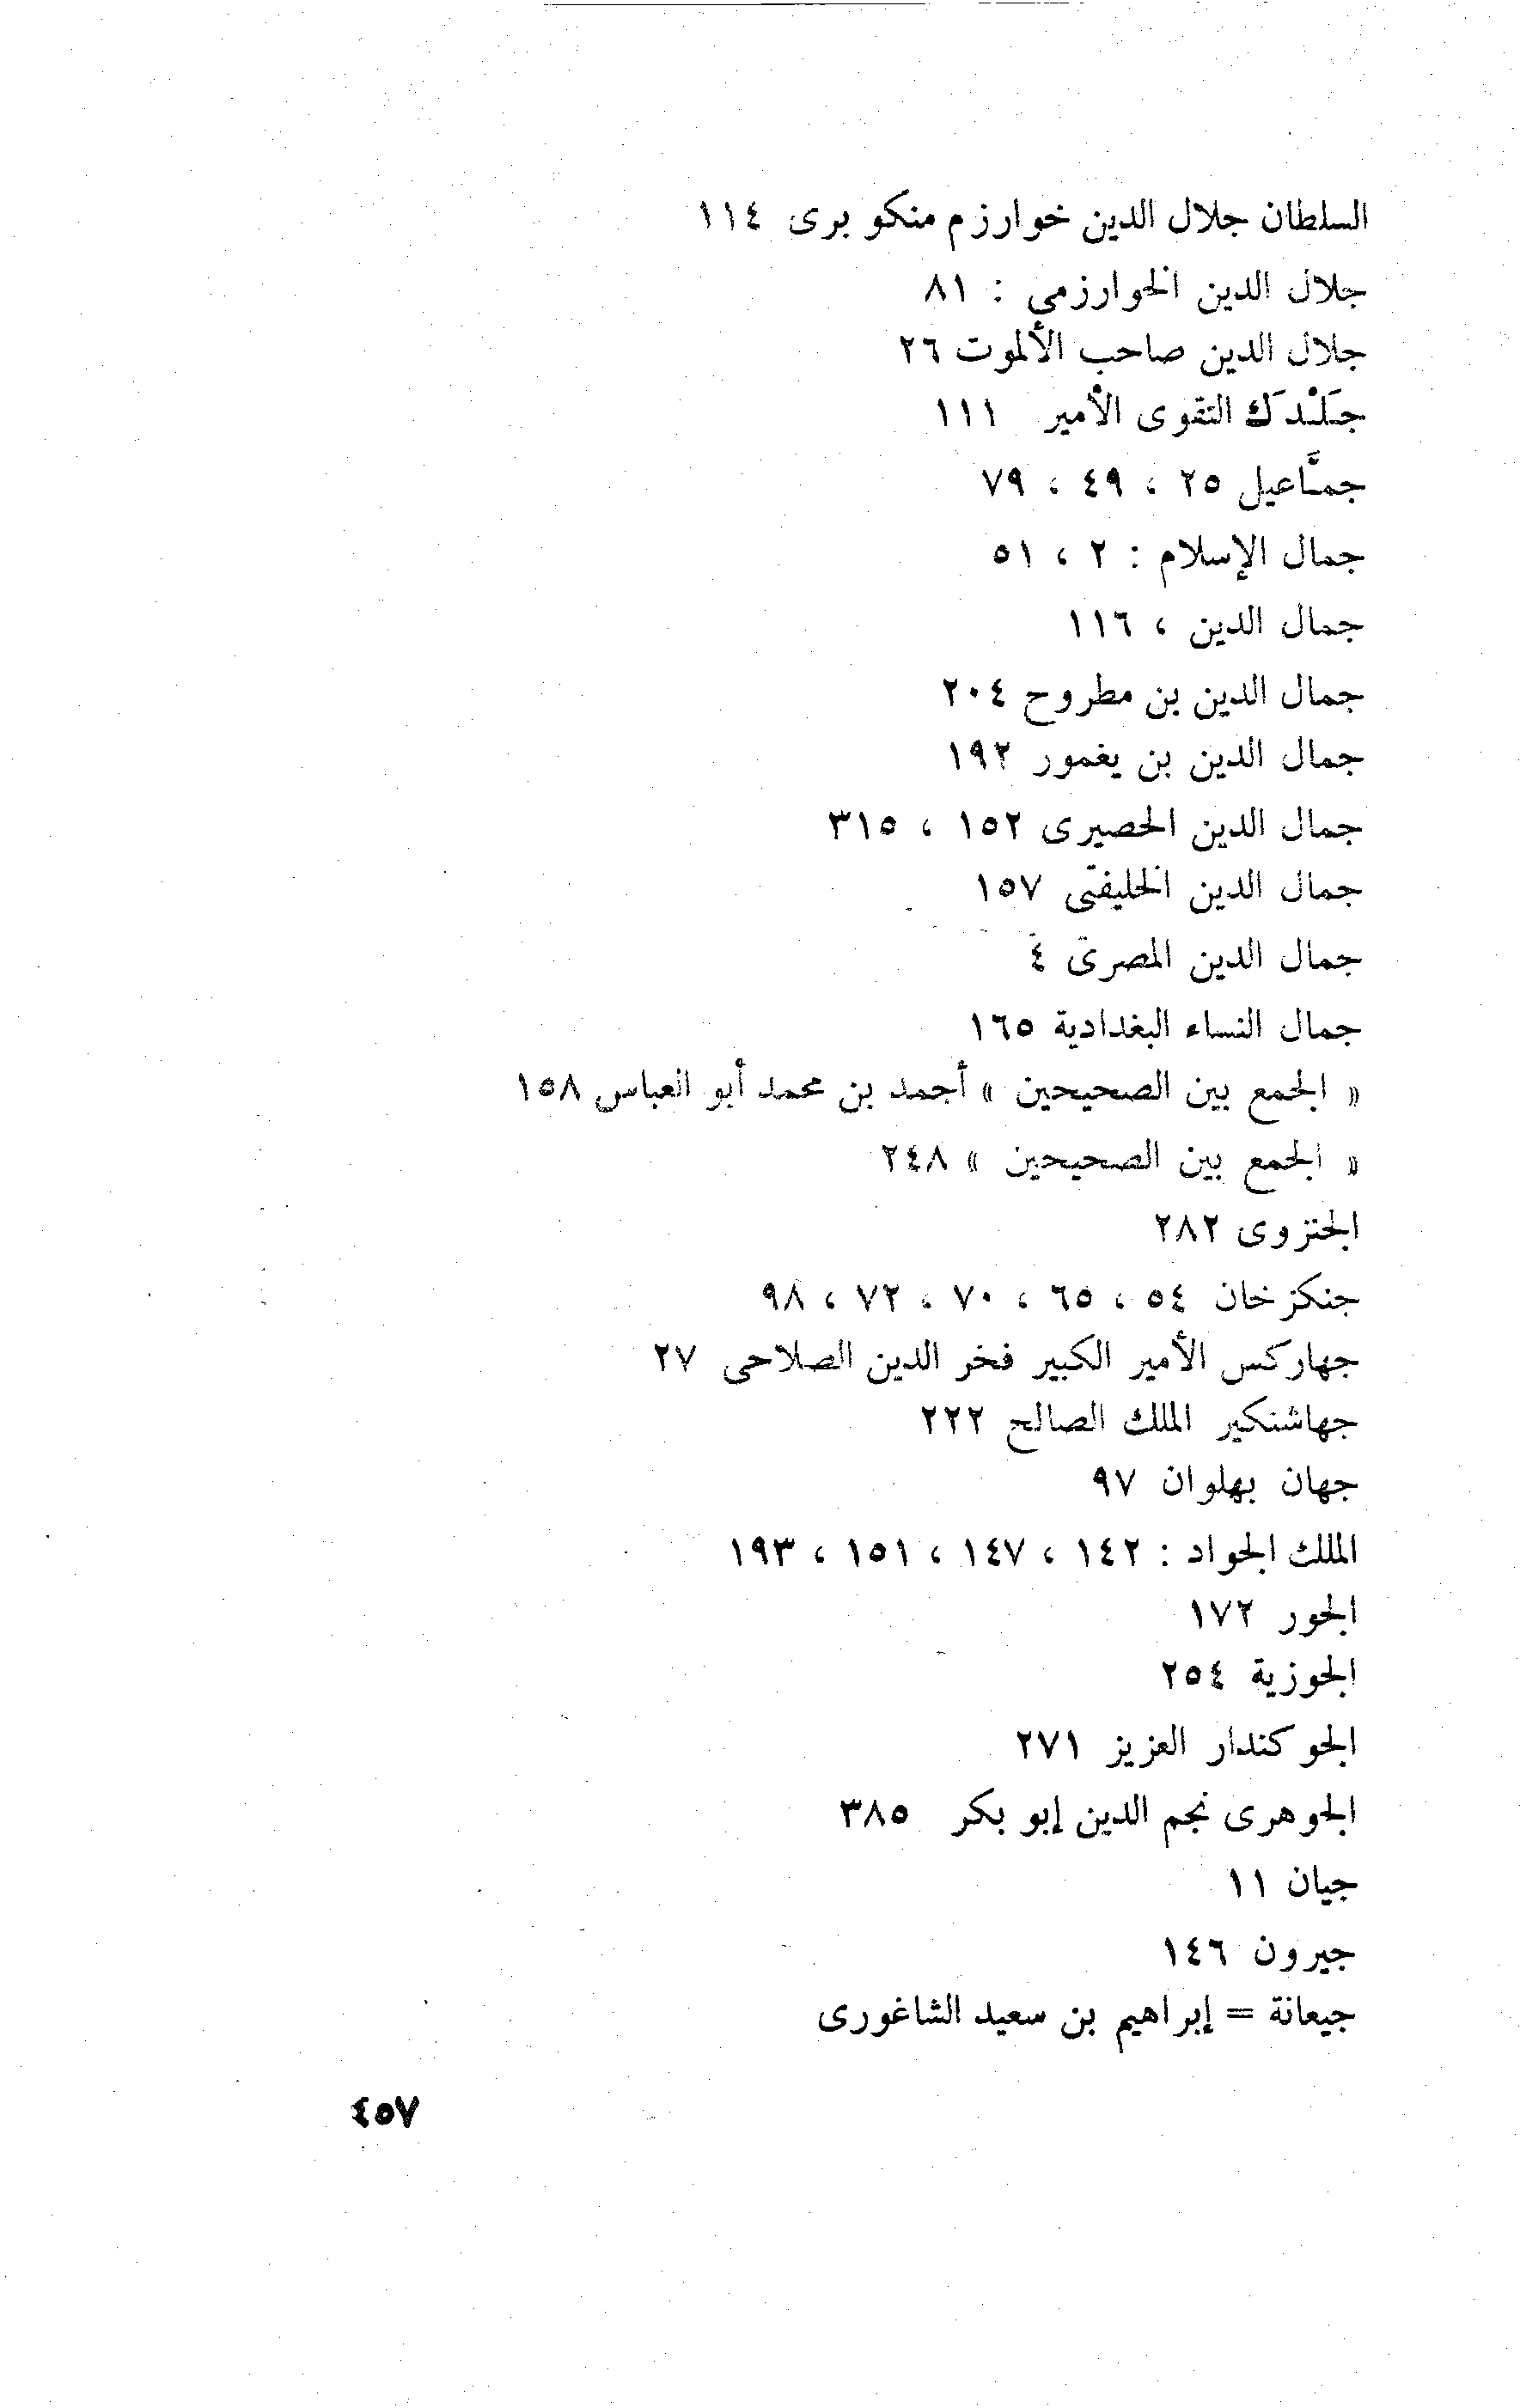 السلطان جلال الدين خوارزم منكو برى ١١٤
جلال الدين الخوارزمى : ٨١
جلال الدين صاحب الألموت ٢٦
جَلْدَك التقوى الأمير ١١١
جمَّاعيل ٢٥ ، ٤٩ ، ٧٩
جمال الإسلام : ٢ ، ٥١
جمال الدين ، ١١٦
جمال الدين بن مطروح ٢٠٤
جمال الدين بن يغمور ١٩٢
جمال الدين الحصيرى ١٥٢ ، ٣١٥
جمال الدين الخليفتى ١٥٧
جمال الدين المصرى ٤
جمال النساء البغدادية ١٦٥
« الجمع بين الصحيحين » أحمد بن محمد أبو العباس ١٥٨
« الجمع بين الصحيحين » ٢٤٨
الجنزوى ٢٨٢
جنكزخان ٥٤ ، ٦٥ ، ٧٠ ، ٧٢ ، ٩٨
جهاركس الأمير الكبير فخر الدين الصلاحى ٢٧
جهاشنكير الملك الصالح ٢٢٢
جهان بهلوان ٩٧
الملك الجواد : ١٤٢ ، ١٤٧ ، ١٥١ ، ١٩٣
الجور ١٧٢
الجوزية ٢٥٤
الجوكندار العزيز ٢٧١
الجوهرى نجم الدين إبو بكر ٣٨٥
جيان ١١
جيرون ١٤٦
جيعانة = إبراهيم بن سعيد الشاغورى
٤٥٧